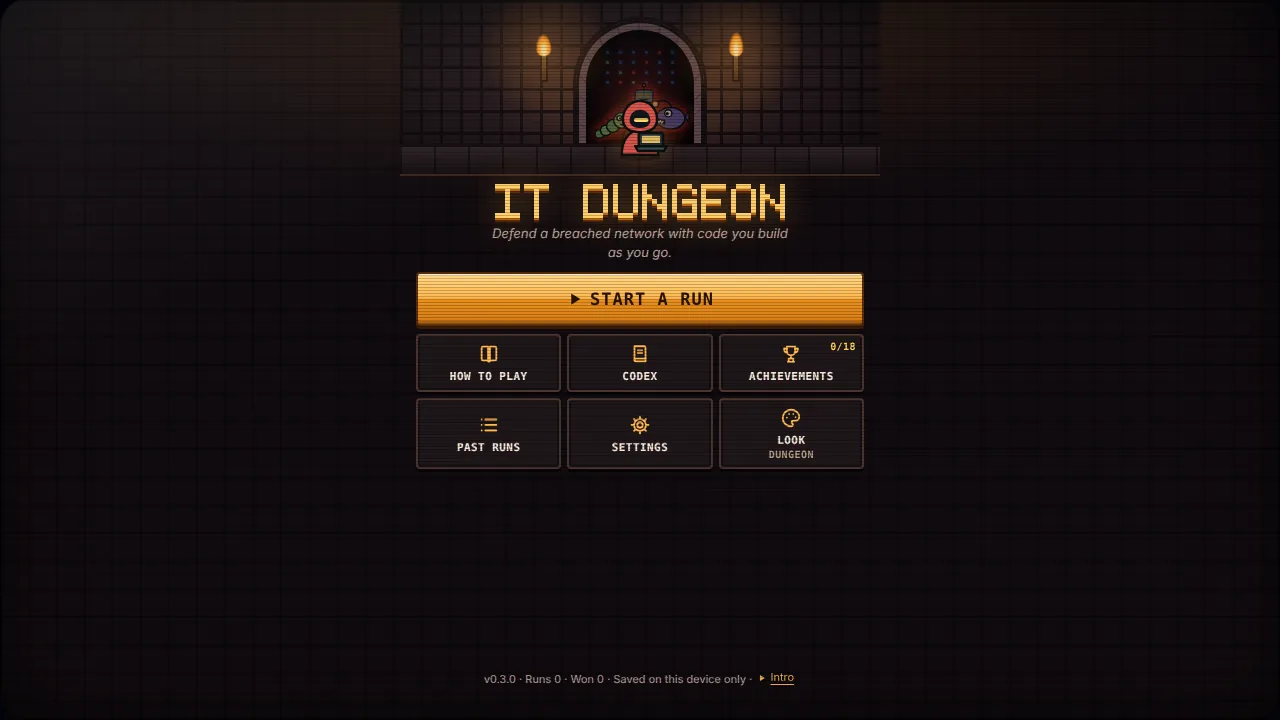 IT DUNGEON
Defend a breached network with code you build
as you go.
START A RUN
HOW TO PLAY
CODEX
0/18
ACHIEVEMENTS
PAST RUNS
SETTINGS
LOOK
DUNGEON
v0.3.0 · Runs 0 · Won 0 · Saved on this device only · Intro